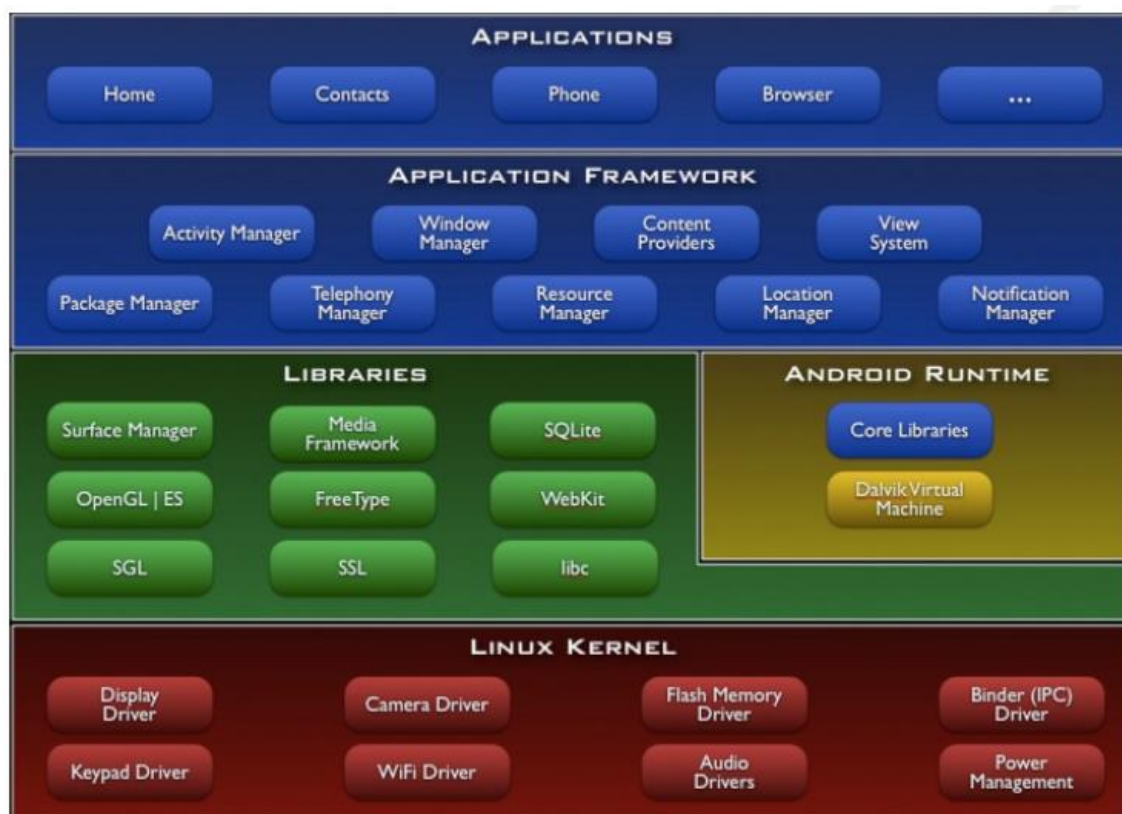 APPLICATIONS
Home
Contacts
Phone
Browser
...
APPLICATION FRAMEWORK
Activity Manager
Window
Manager
Content
Providers
View
System
Package Manager
Telephony
Manager
Resource
Manager
Location
Manager
Notification
Manager
LIBRARIES
Surface Manager
Media
Framework
SQLite
OpenGL | ES
FreeType
WebKit
SGL
SSL
libc
ANDROID RUNTIME
Core Libraries
Dalvik Virtual
Machine
LINUX KERNEL
Display
Driver
Camera Driver
Flash Memory
Driver
Binder (IPC)
Driver
Keypad Driver
WiFi Driver
Audio
Drivers
Power
Management